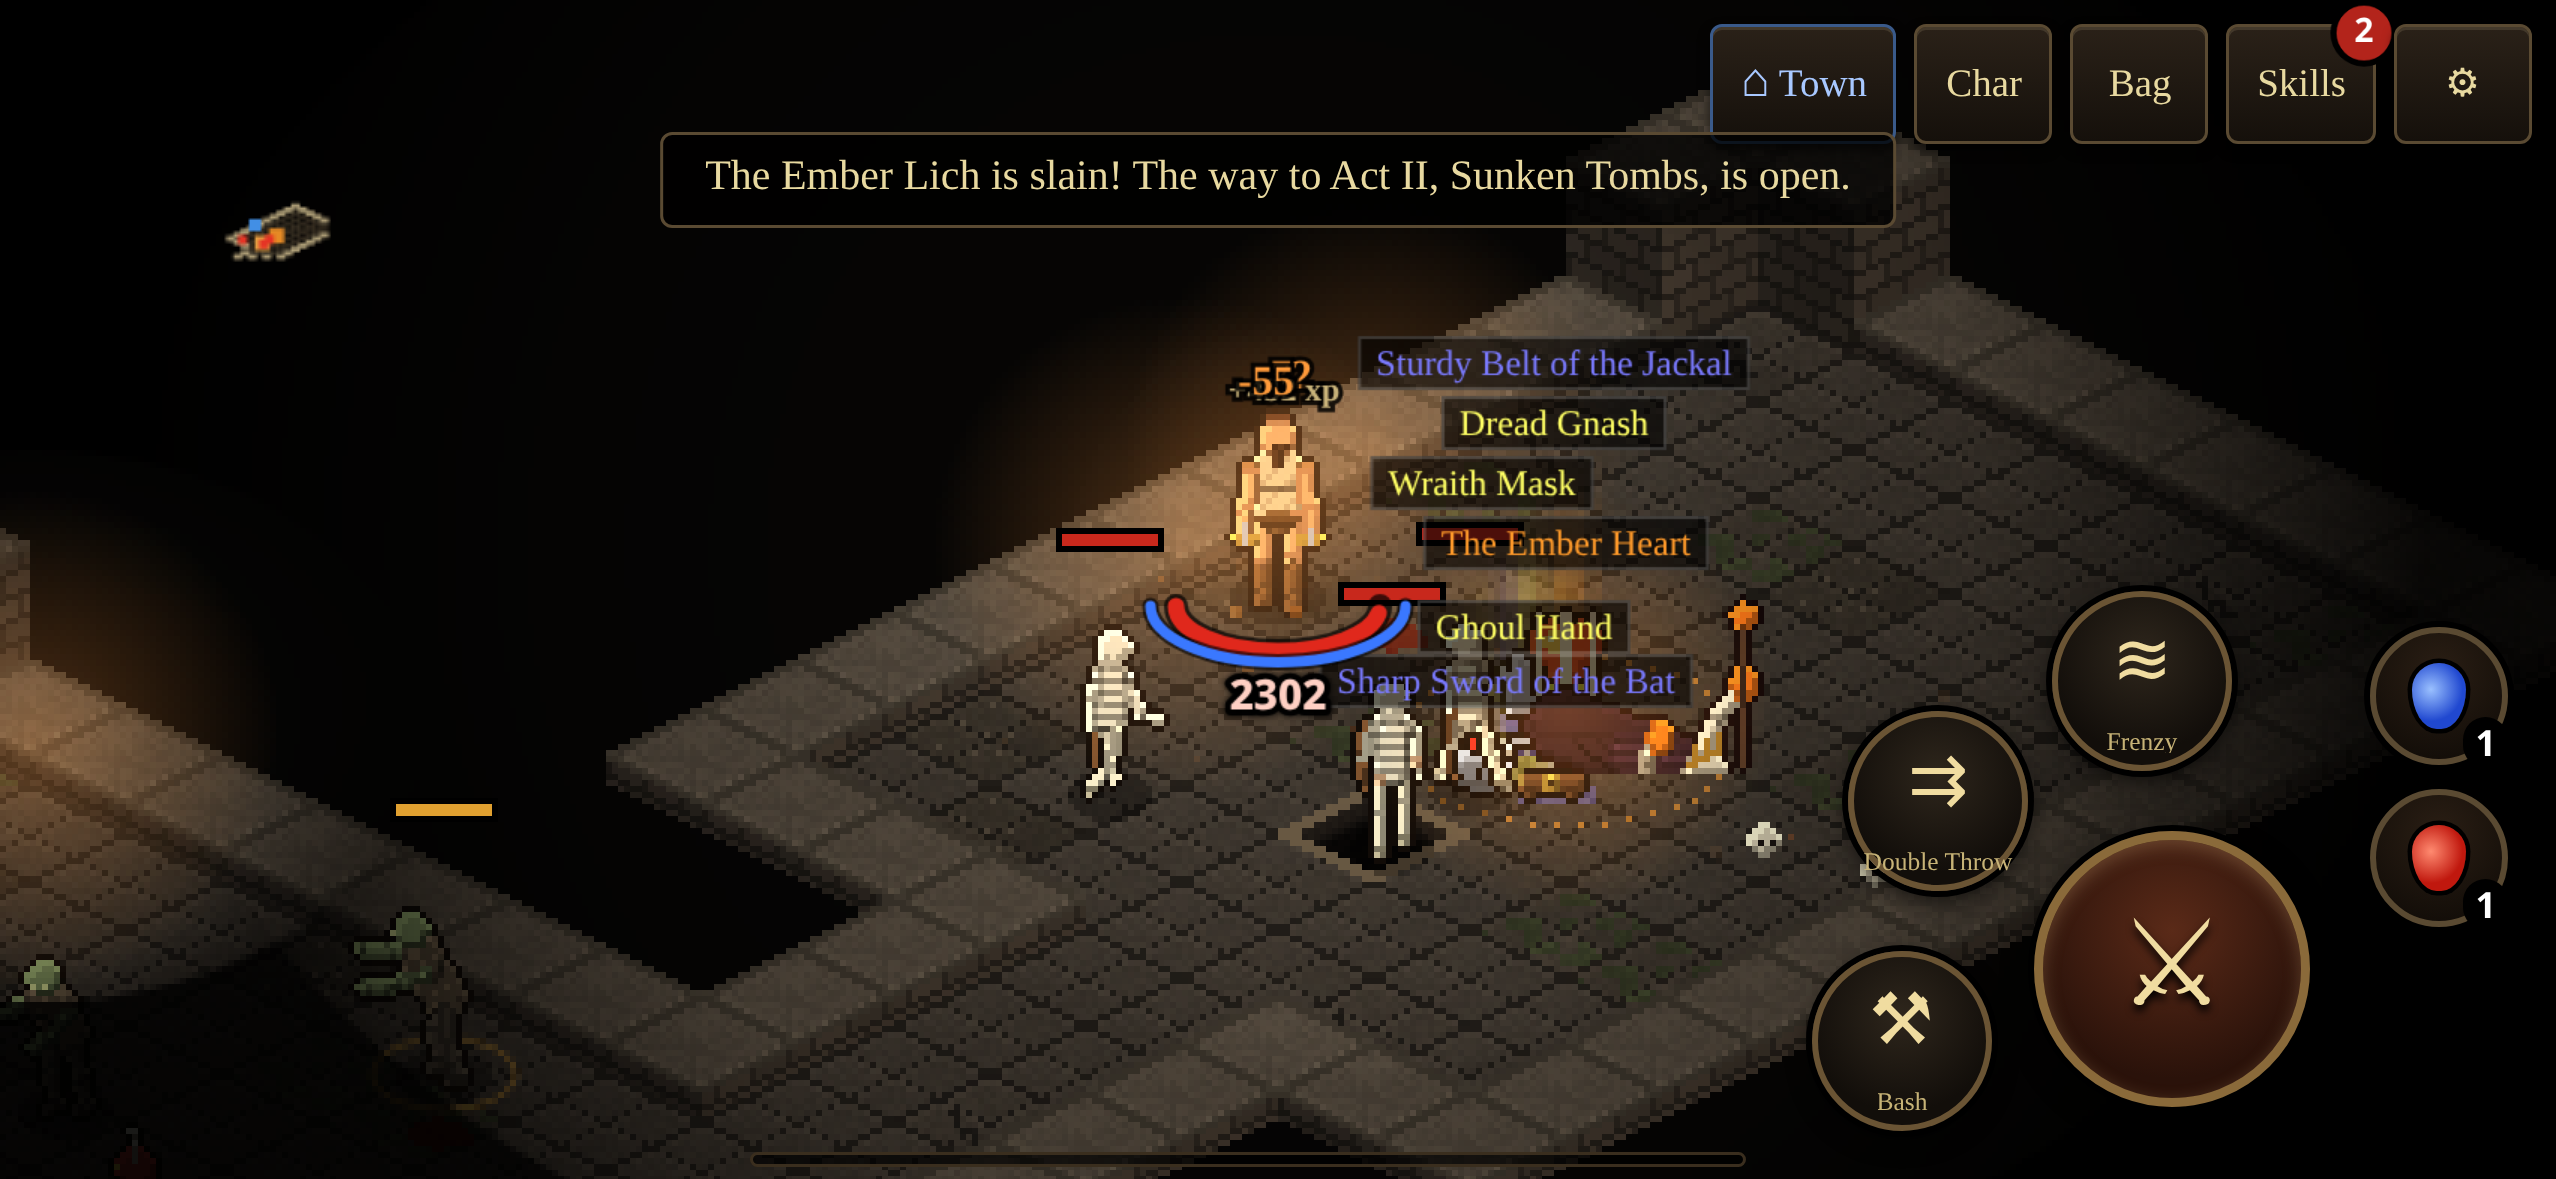 2
Town
Char
Bag
Skills
The Ember Lich is slain! The way to Act II, Sunken Tombs, is open.
Sturdy Belt of the Jackal
-55
xp
Dread Gnash
Wraith Mask
The Ember Heart
Ghoul Hand
Sharp Sword of the Bat
2302
Frenzy
1
Double Throw
1
Bash